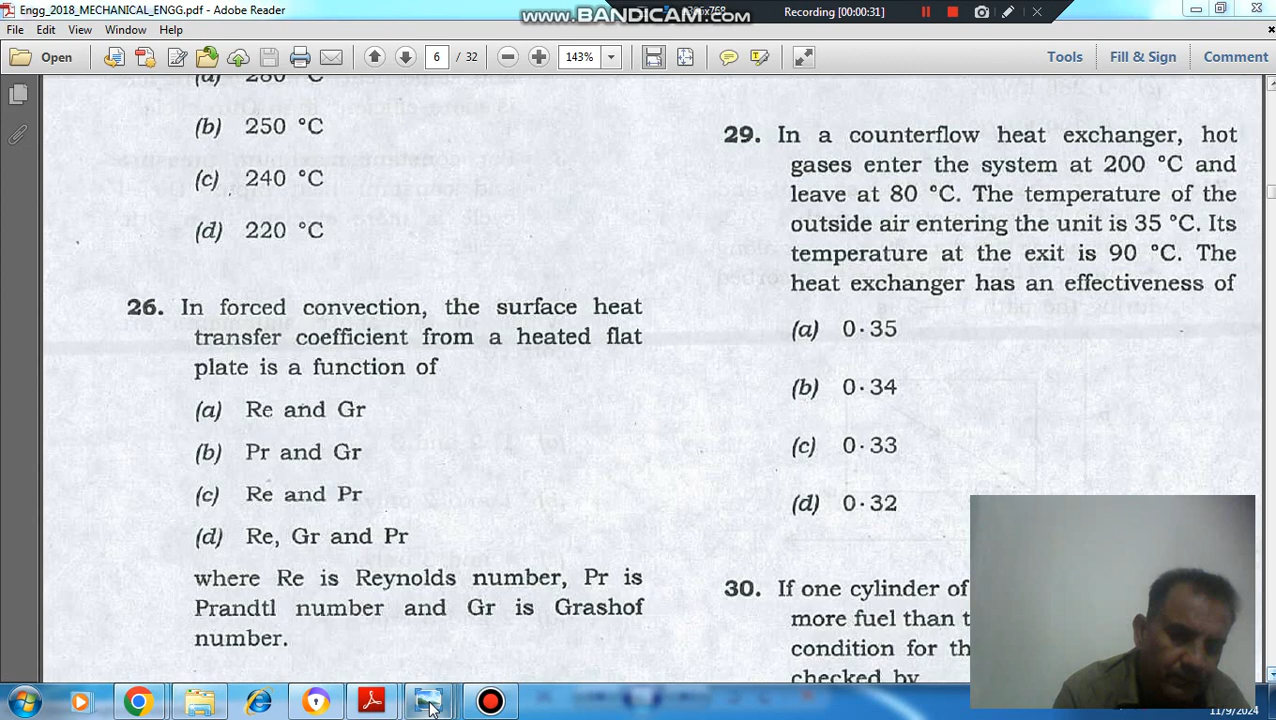 Engg_2018_MECHANICAL_ENGG.pdf - Adobe Reader
www.BANDICAM.com
Recording [00:00:31]
File Edit View Window Help
Open
6 / 32
143%
Tools Fill & Sign Comment
(a) 280 °C
(b) 250 °C
(c) 240 °C
(d) 220 °C
26. In forced convection, the surface heat
transfer coefficient from a heated flat
plate is a function of
(a) Re and Gr
(b) Pr and Gr
(c) Re and Pr
(d) Re, Gr and Pr
where Re is Reynolds number, Pr is
Prandtl number and Gr is Grashof
number.
29. In a counterflow heat exchanger, hot
gases enter the system at 200 °C and
leave at 80 °C. The temperature of the
outside air entering the unit is 35 °C. Its
temperature at the exit is 90 °C. The
heat exchanger has an effectiveness of
(a) 0·35
(b) 0·34
(c) 0·33
(d) 0·32
30. If one cylinder of
more fuel than t
condition for th
checked by
11/9/2024